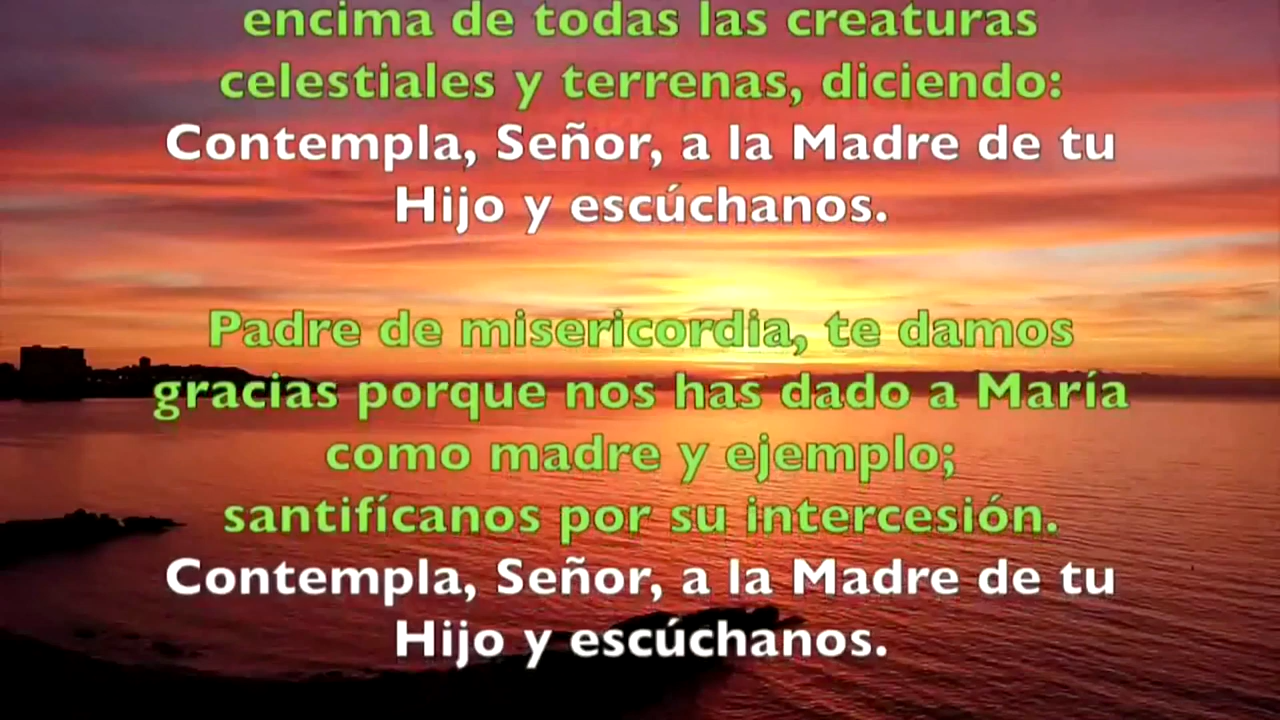 encima de todas las creaturas
celestiales y terrenas, diciendo:
Contempla, Señor, a la Madre de tu
Hijo y escúchanos.
Padre de misericordia, te damos
gracias porque nos has dado a María
como madre y ejemplo;
santifícanos por su intercesión.
Contempla, Señor, a la Madre de tu
Hijo y escúchanos.